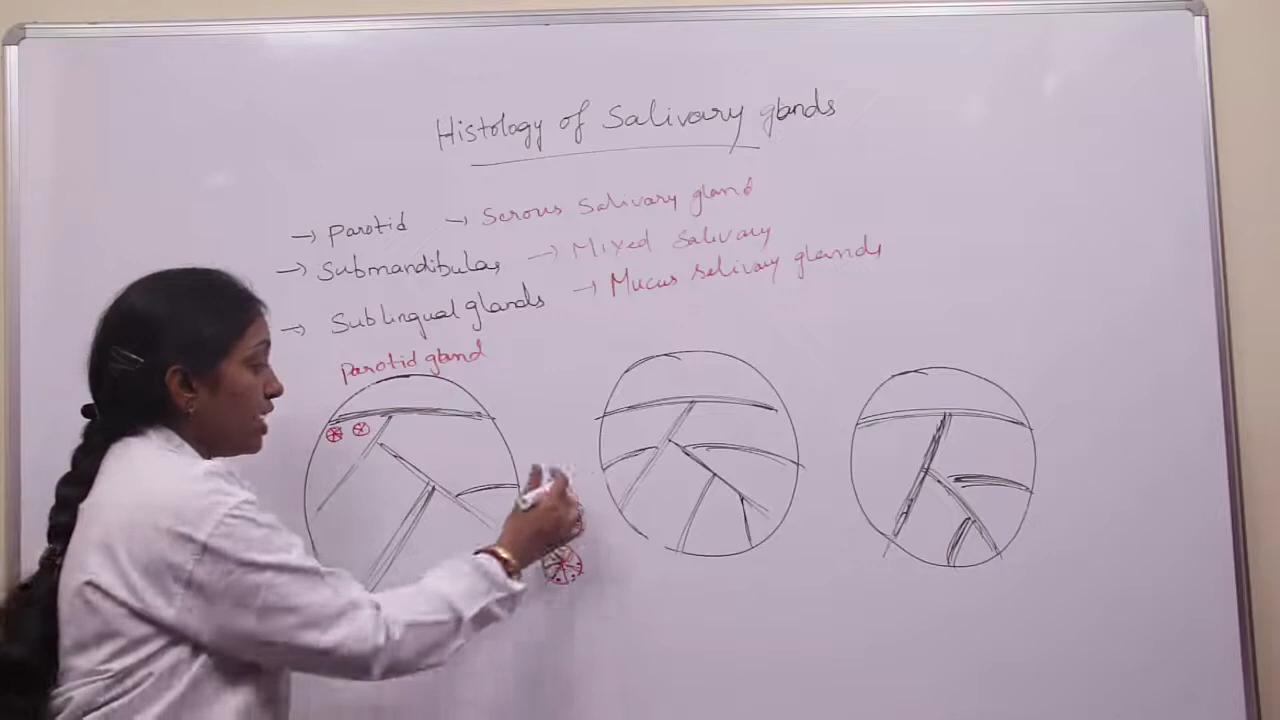 Histology of Salivary glands
→ Parotid → Serous Salivary gland
→ Submandibular → Mixed Salivary
→ Sublingual glands → Mucus salivary glands
Parotid gland